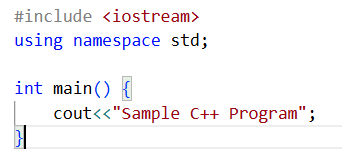 #include <iostream>
using namespace std;

int main() {
    cout<<"Sample C++ Program";
}